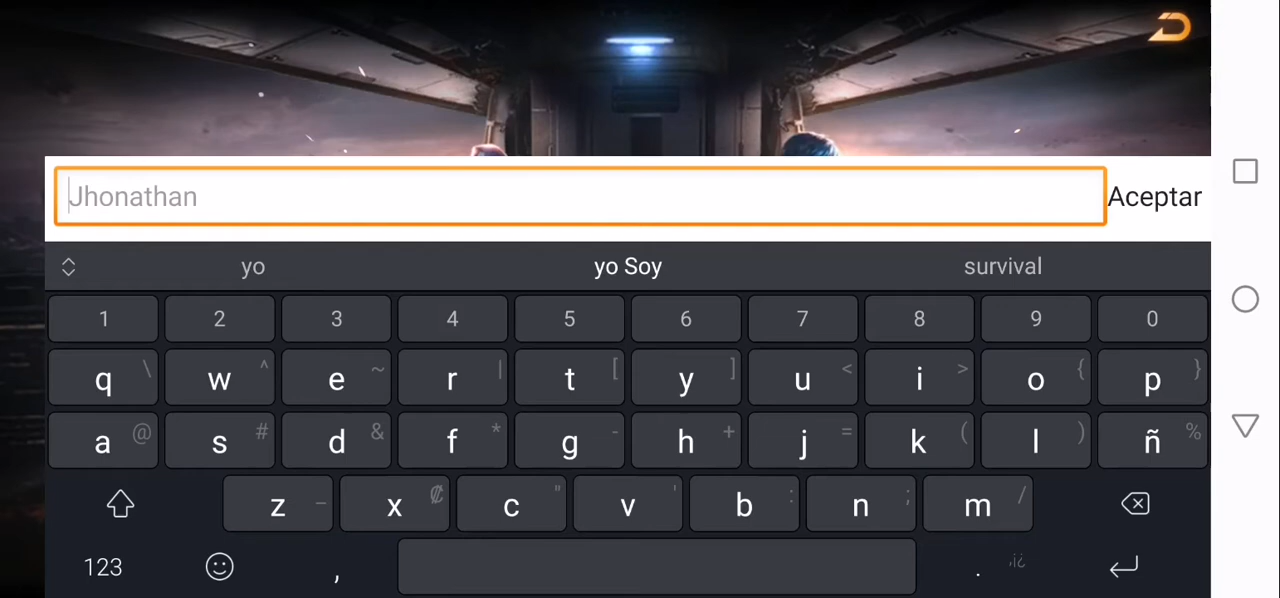 Jhonathan
Aceptar
yo yo Soy survival
1 2 3 4 5 6 7 8 9 0
q \ w ^ e ~ r | t [ y ] u < i > o { p }
a @ s # d & f * g - h + j = k ( l ) ñ %
z _ x ₡ c " v ' b : n ; m /
123 , . ,¡¿